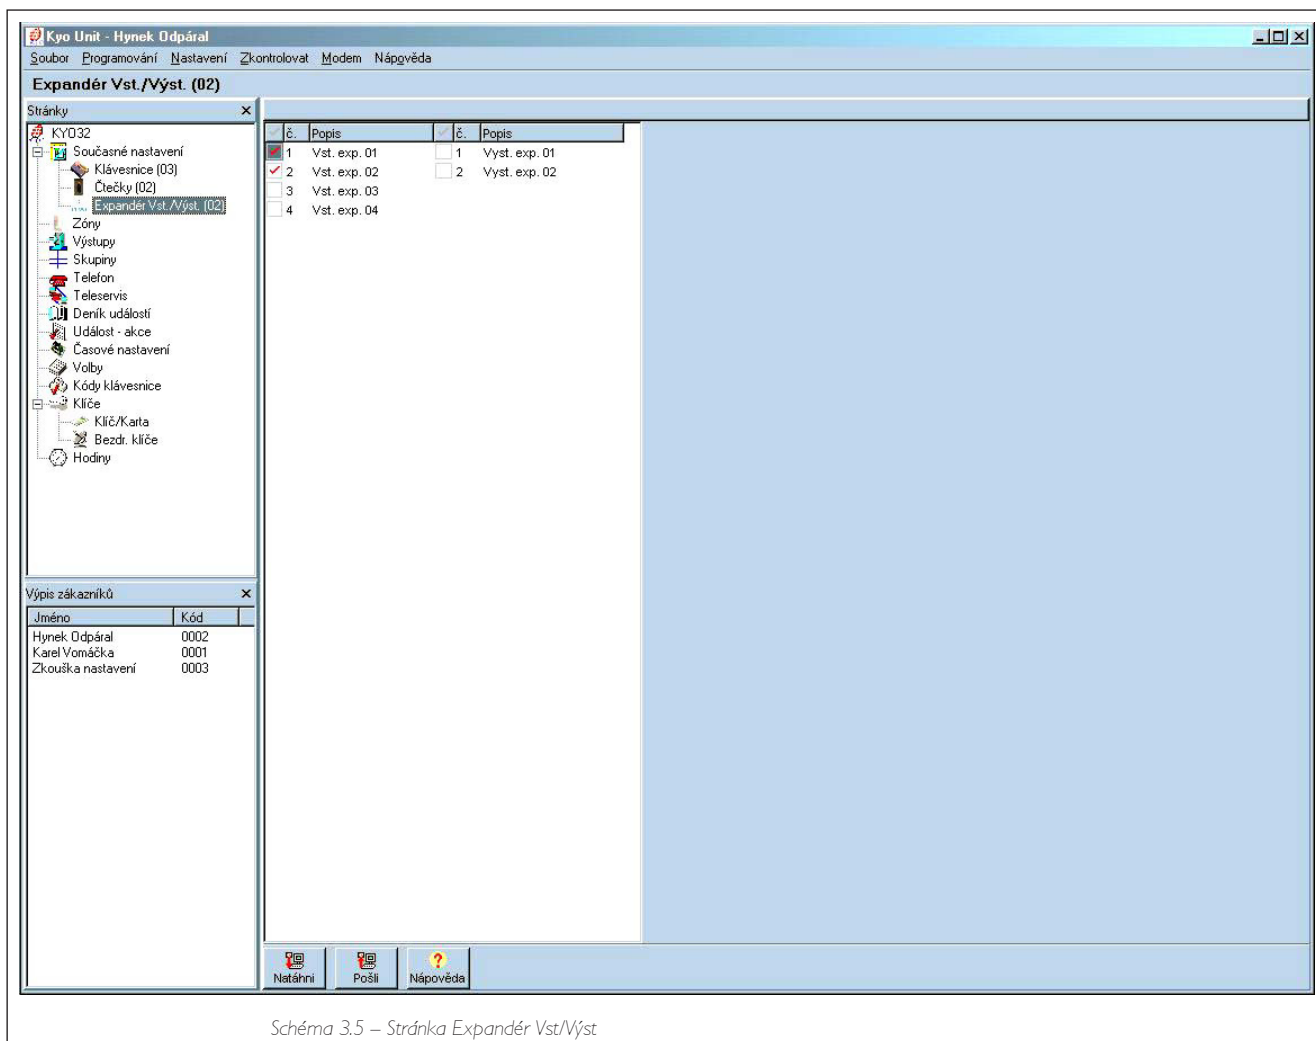 Kyo Unit - Hynek Odpáral
Soubor Programování Nastavení Zkontrolovat Modem Nápověda
Expandér Vst./Výst. (02)
Stránky
KYO32
Současné nastavení
Klávesnice (03)
Čtečky (02)
Expandér Vst./Výst. (02)
Zóny
Výstupy
Skupiny
Telefon
Teleservis
Deník událostí
Událost - akce
Časové nastavení
Volby
Kódy klávesnice
Klíče
Klíč/Karta
Bezdr. klíče
Hodiny
č. Popis č. Popis
1 Vst. exp. 01 1 Vyst. exp. 01
2 Vst. exp. 02 2 Vyst. exp. 02
3 Vst. exp. 03
4 Vst. exp. 04
Výpis zákazníků
Jméno Kód
Hynek Odpáral 0002
Karel Vomáčka 0001
Zkouška nastavení 0003
Natáhni Pošli Nápověda
Schéma 3.5 – Stránka Expandér Vst/Výst